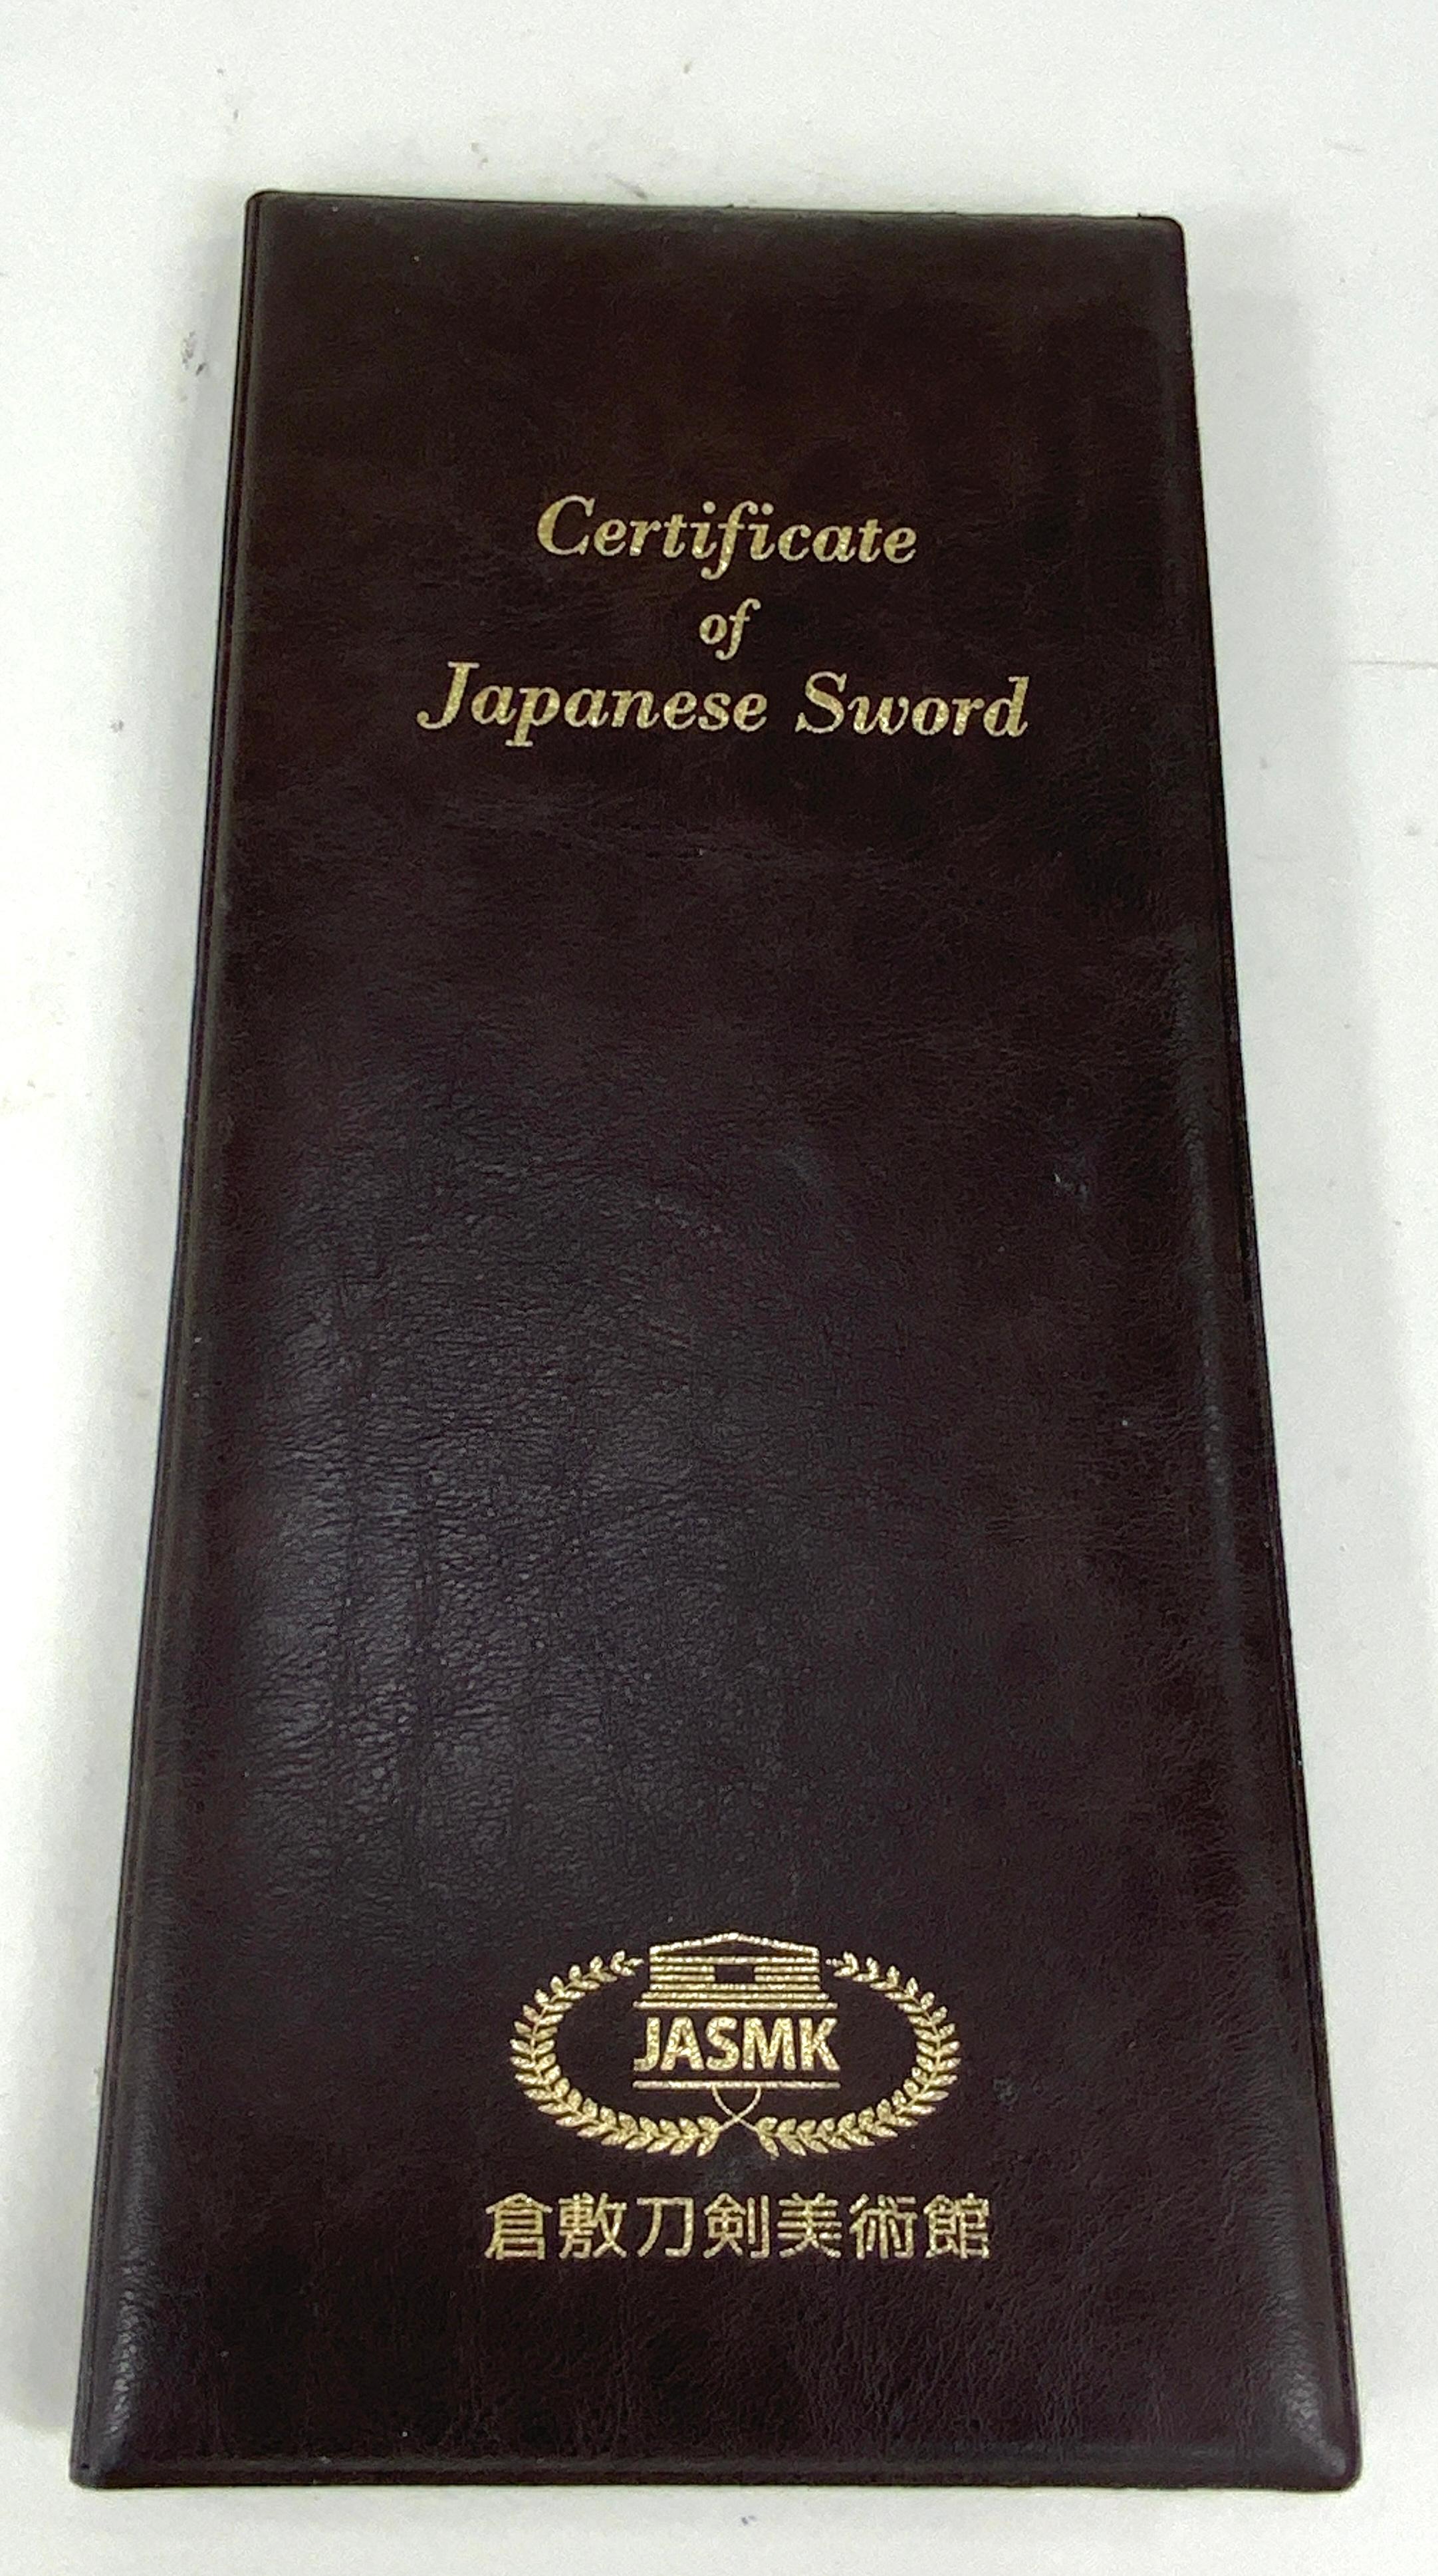 Certificate
of
Japanese Sword
JASMK
倉敷刀剣美術館